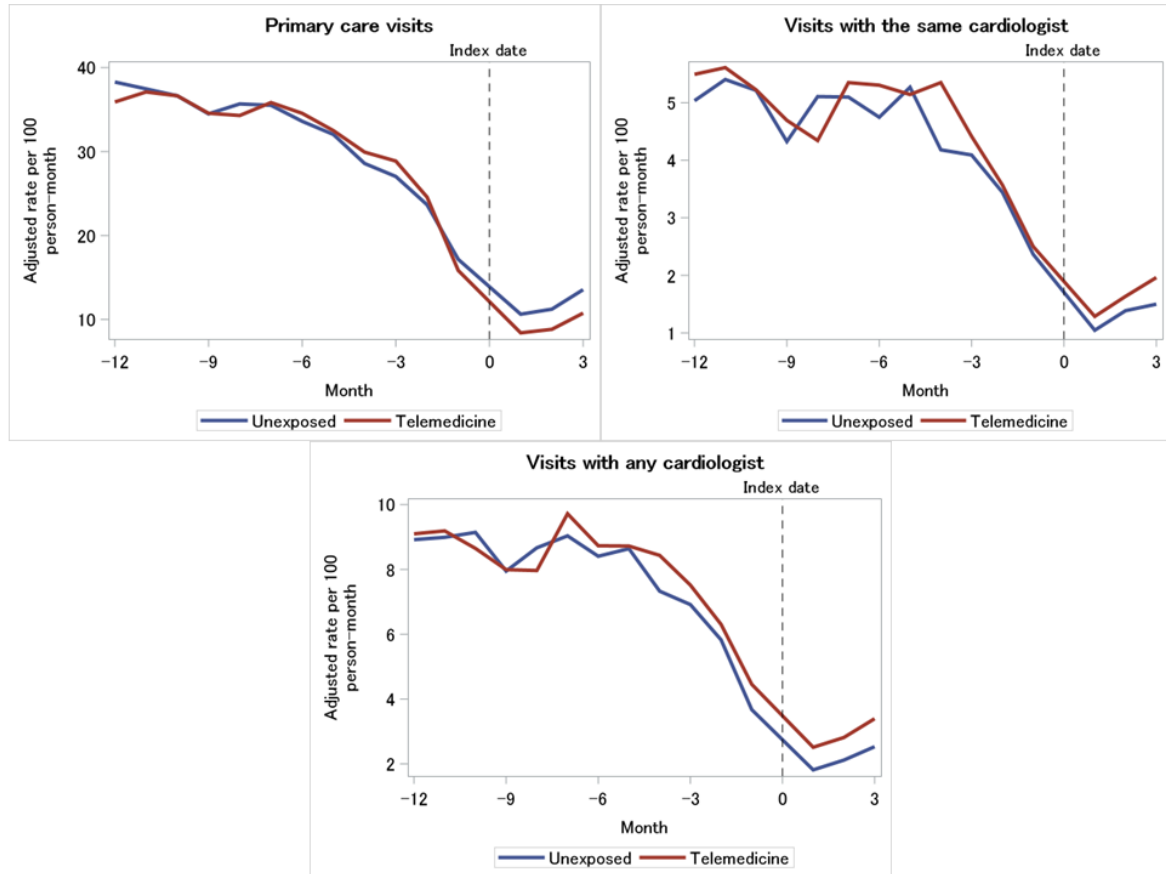 Primary care visits
Index date
40
30
20
10
Adjusted rate per 100
person-month
-12
-9
-6
-3
0
3
Month
Unexposed
Telemedicine
Visits with the same cardiologist
Index date
5
4
3
2
1
Adjusted rate per 100
person-month
-12
-9
-6
-3
0
3
Month
Unexposed
Telemedicine
Visits with any cardiologist
Index date
10
8
6
4
2
Adjusted rate per 100
person-month
-12
-9
-6
-3
0
3
Month
Unexposed
Telemedicine